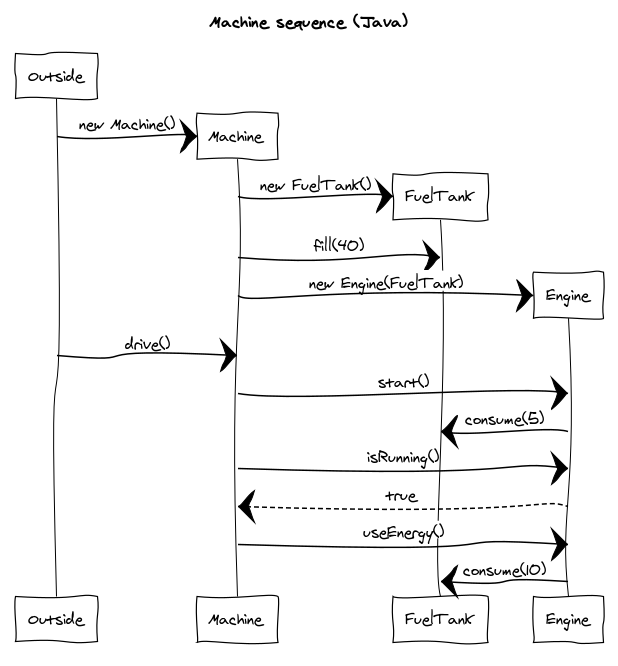 Machine sequence (Java)
Outside
new Machine()
Machine
new FuelTank()
FuelTank
fill(40)
new Engine(FuelTank)
Engine
drive()
start()
consume(5)
isRunning()
true
useEnergy()
consume(10)
Outside
Machine
FuelTank
Engine